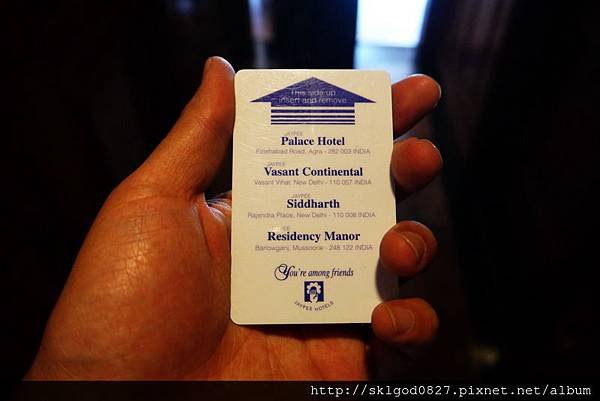 This side up
insert and remove
JAYPEE
Palace Hotel
Fatehabad Road, Agra - 282 003 INDIA
JAYPEE
Vasant Continental
Vasant Vihar, New Delhi - 110 057 INDIA
JAYPEE
Siddharth
Rajendra Place, New Delhi - 110 008 INDIA
JAYPEE
Residency Manor
Barlowganj, Mussoorie - 248 122 INDIA
You're among friends
JAYPEE HOTELS
http://sklgod0827.pixnet.net/album